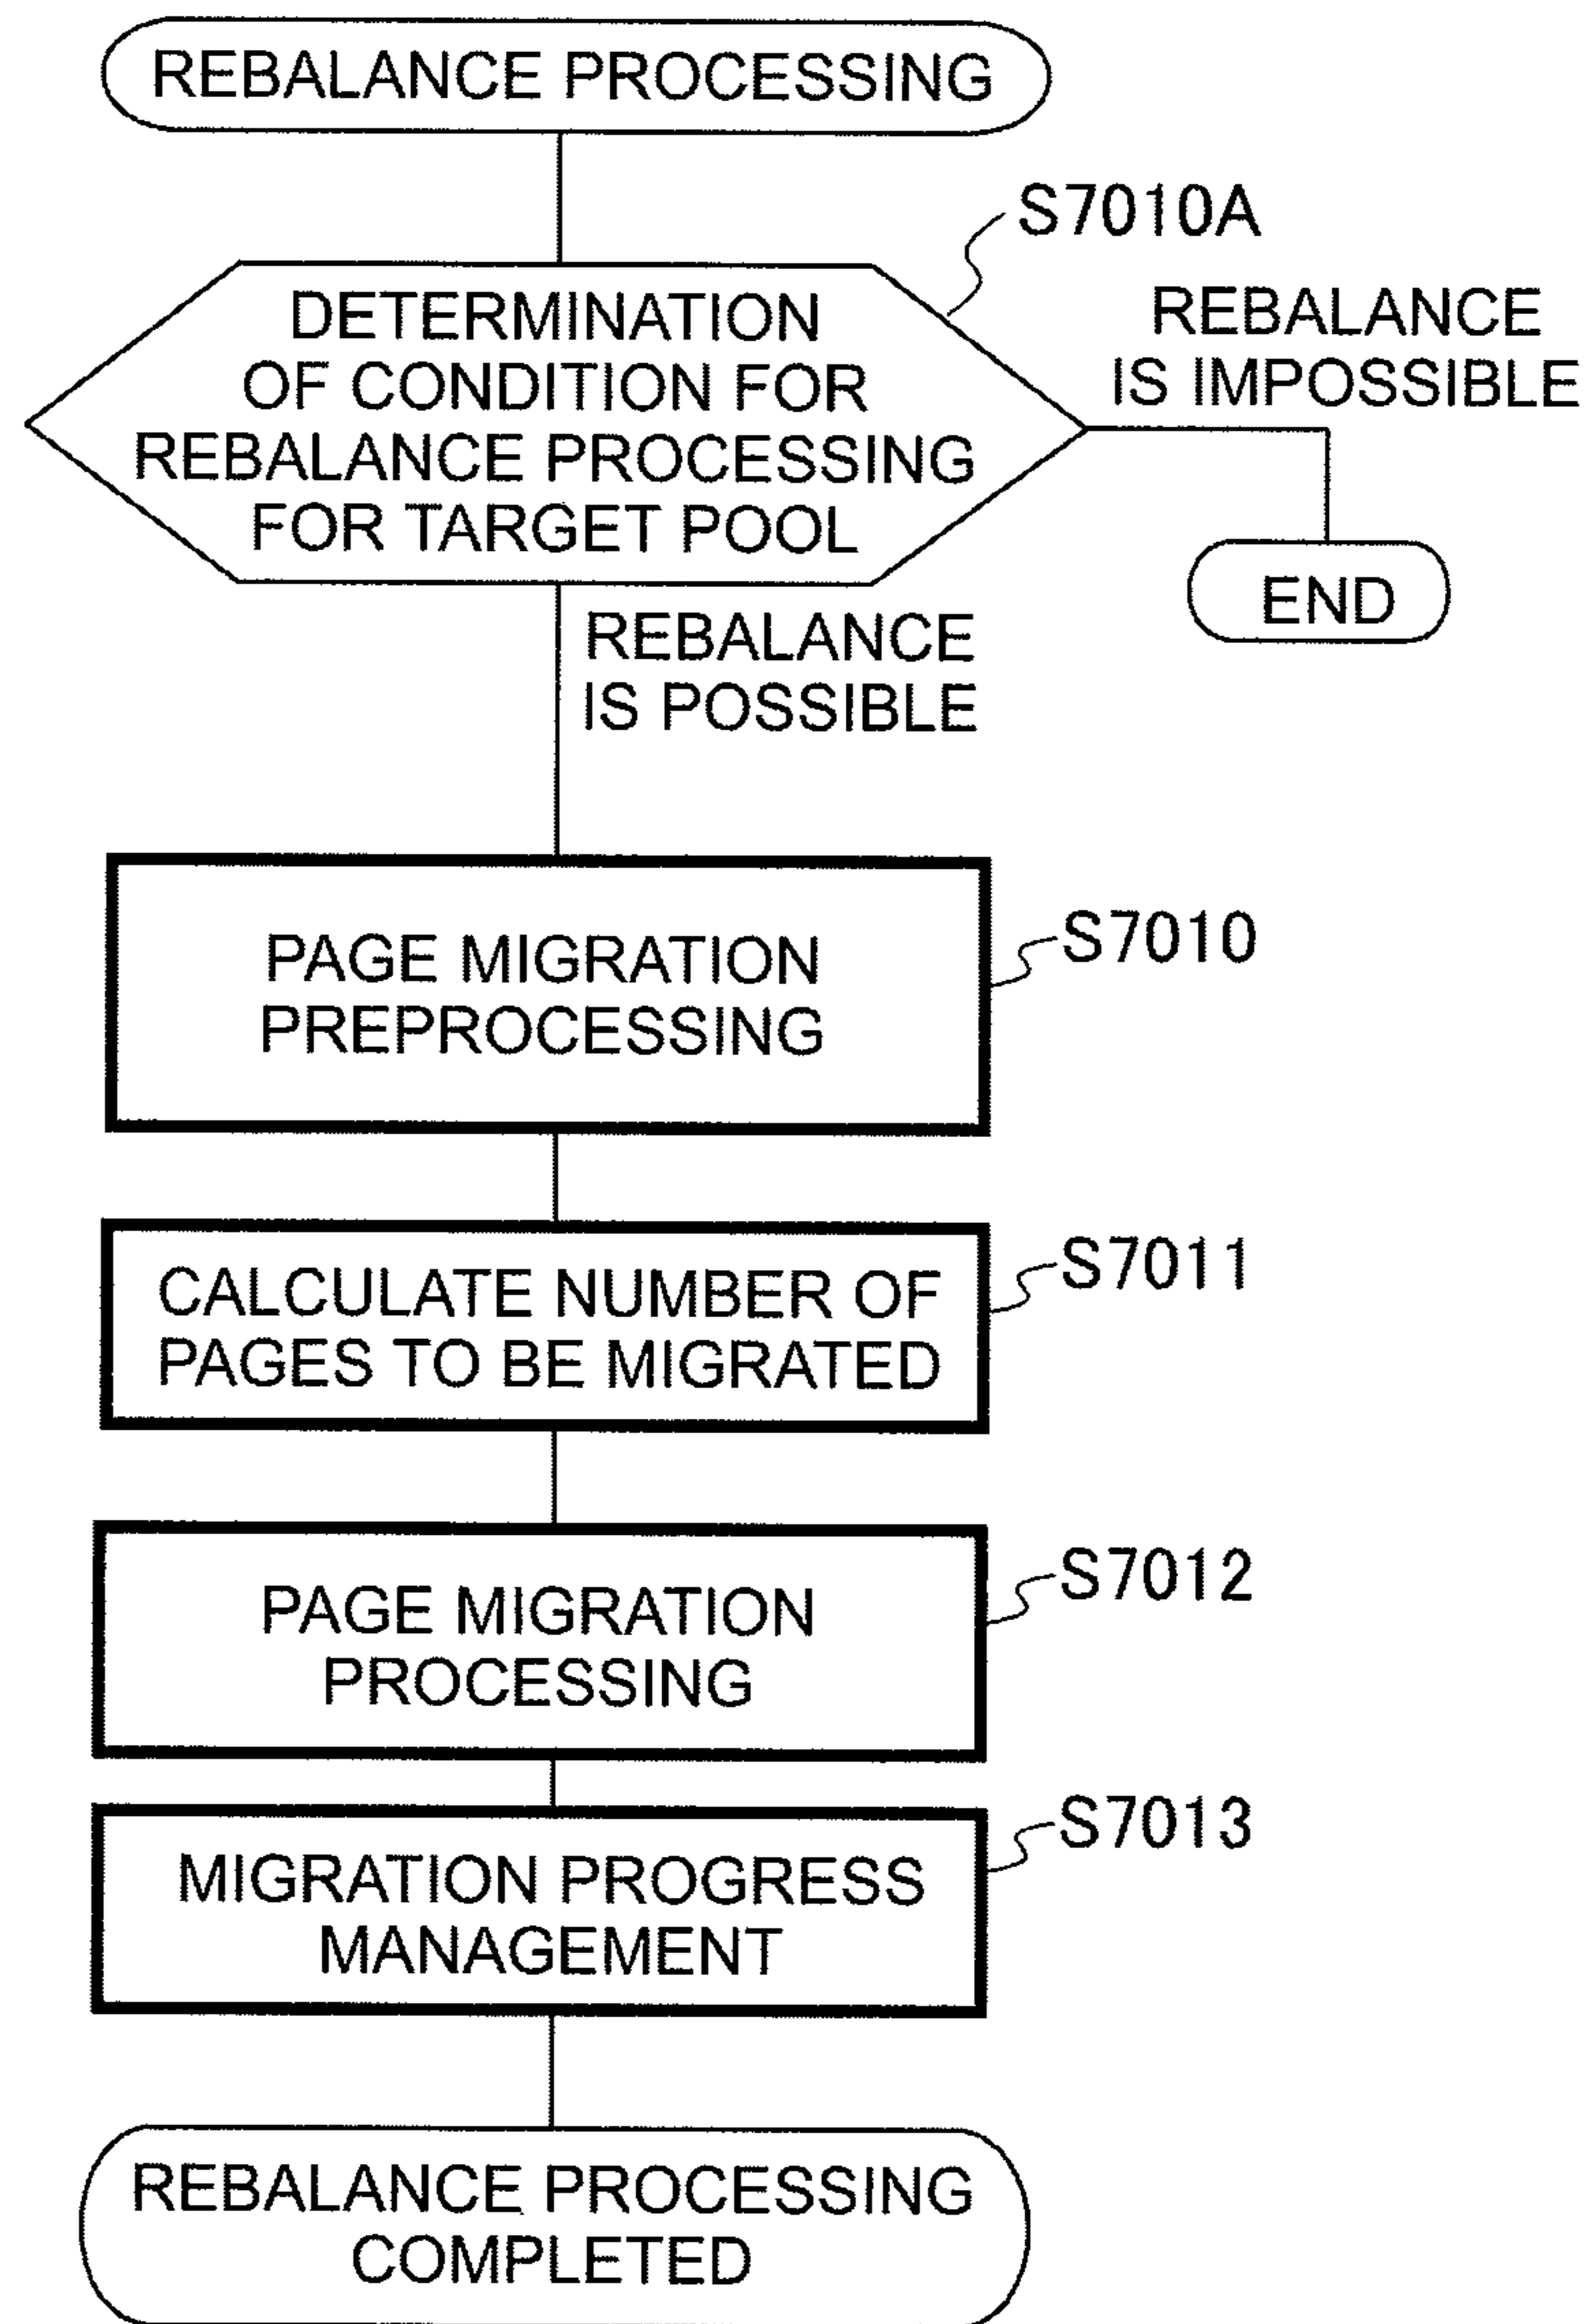 REBALANCE PROCESSING
S7010A
DETERMINATION
OF CONDITION FOR
REBALANCE PROCESSING
FOR TARGET POOL
REBALANCE
IS IMPOSSIBLE
END
REBALANCE
IS POSSIBLE
PAGE MIGRATION
PREPROCESSING
S7010
CALCULATE NUMBER OF
PAGES TO BE MIGRATED
S7011
PAGE MIGRATION
PROCESSING
S7012
MIGRATION PROGRESS
MANAGEMENT
S7013
REBALANCE PROCESSING
COMPLETED